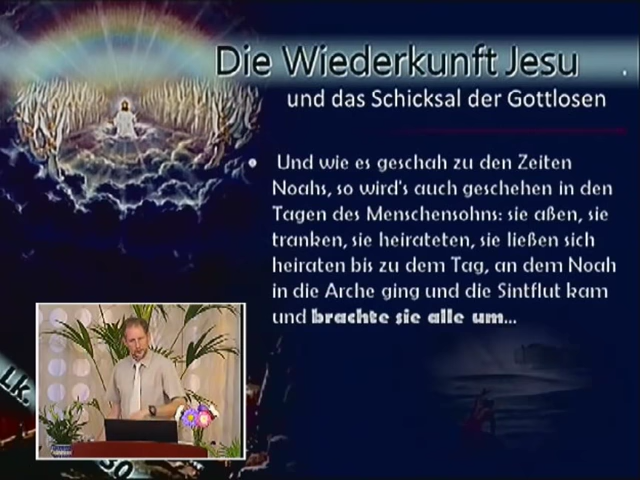 Die Wiederkunft Jesu
und das Schicksal der Gottlosen
• Und wie es geschah zu den Zeiten
Noahs, so wird's auch geschehen in den
Tagen des Menschensohns: sie aßen, sie
tranken, sie heirateten, sie ließen sich
heiraten bis zu dem Tag, an dem Noah
in die Arche ging und die Sintflut kam
und brachte sie alle um...
Lk.